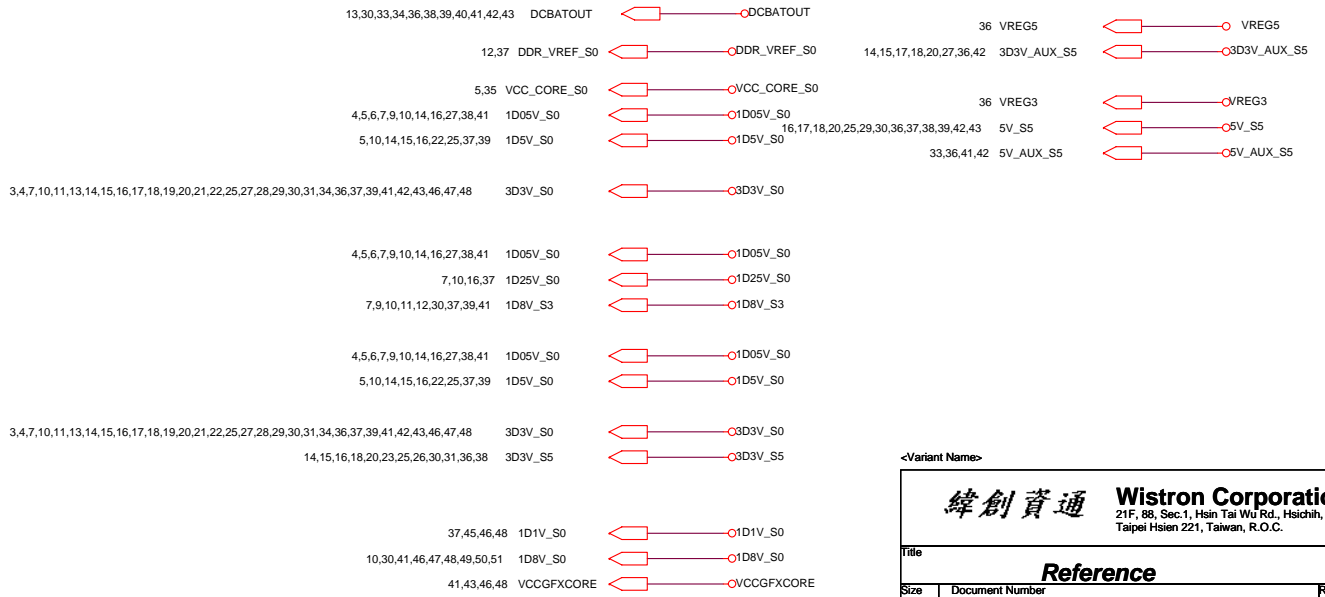 13,30,33,34,36,38,39,40,41,42,43 DCBATOUT DCBATOUT
12,37 DDR_VREF_S0 DDR_VREF_S0
5,35 VCC_CORE_S0 VCC_CORE_S0
4,5,6,7,9,10,14,16,27,38,41 1D05V_S0 1D05V_S0
5,10,14,15,16,22,25,37,39 1D5V_S0 1D5V_S0
3,4,7,10,11,13,14,15,16,17,18,19,20,21,22,25,27,28,29,30,31,34,36,37,39,41,42,43,46,47,48 3D3V_S0 3D3V_S0
4,5,6,7,9,10,14,16,27,38,41 1D05V_S0 1D05V_S0
7,10,16,37 1D25V_S0 1D25V_S0
7,9,10,11,12,30,37,39,41 1D8V_S3 1D8V_S3
4,5,6,7,9,10,14,16,27,38,41 1D05V_S0 1D05V_S0
5,10,14,15,16,22,25,37,39 1D5V_S0 1D5V_S0
3,4,7,10,11,13,14,15,16,17,18,19,20,21,22,25,27,28,29,30,31,34,36,37,39,41,42,43,46,47,48 3D3V_S0 3D3V_S0
14,15,16,18,20,23,25,26,30,31,36,38 3D3V_S5 3D3V_S5
37,45,46,48 1D1V_S0 1D1V_S0
10,30,41,46,47,48,49,50,51 1D8V_S0 1D8V_S0
41,43,46,48 VCCGFXCORE VCCGFXCORE
36 VREG5 VREG5
14,15,17,18,20,27,36,42 3D3V_AUX_S5 3D3V_AUX_S5
36 VREG3 VREG3
16,17,18,20,25,29,30,36,37,38,39,42,43 5V_S5 5V_S5
33,36,41,42 5V_AUX_S5 5V_AUX_S5
<Variant Name>
緯創資通 Wistron Corporatio
21F, 88, Sec.1, Hsin Tai Wu Rd., Hsichih,
Taipei Hsien 221, Taiwan, R.O.C.
Title
Reference
Size Document Number R